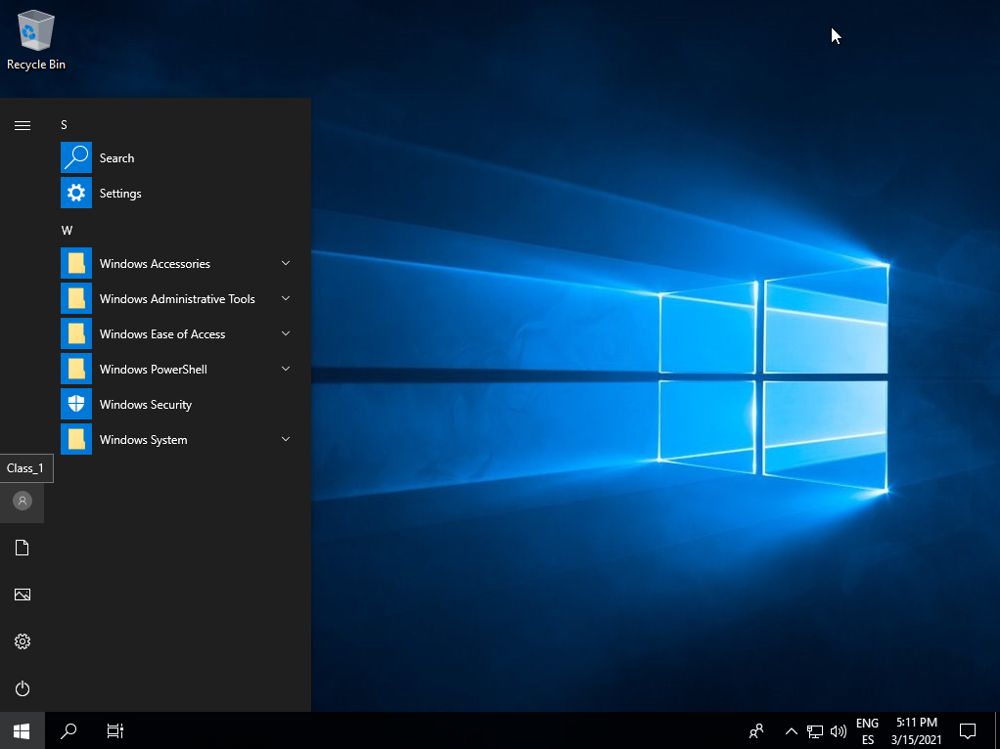 Recycle Bin
S
Search
Settings
W
Windows Accessories
Windows Administrative Tools
Windows Ease of Access
Windows PowerShell
Windows Security
Windows System
Class_1
ENG
ES
5:11 PM
3/15/2021